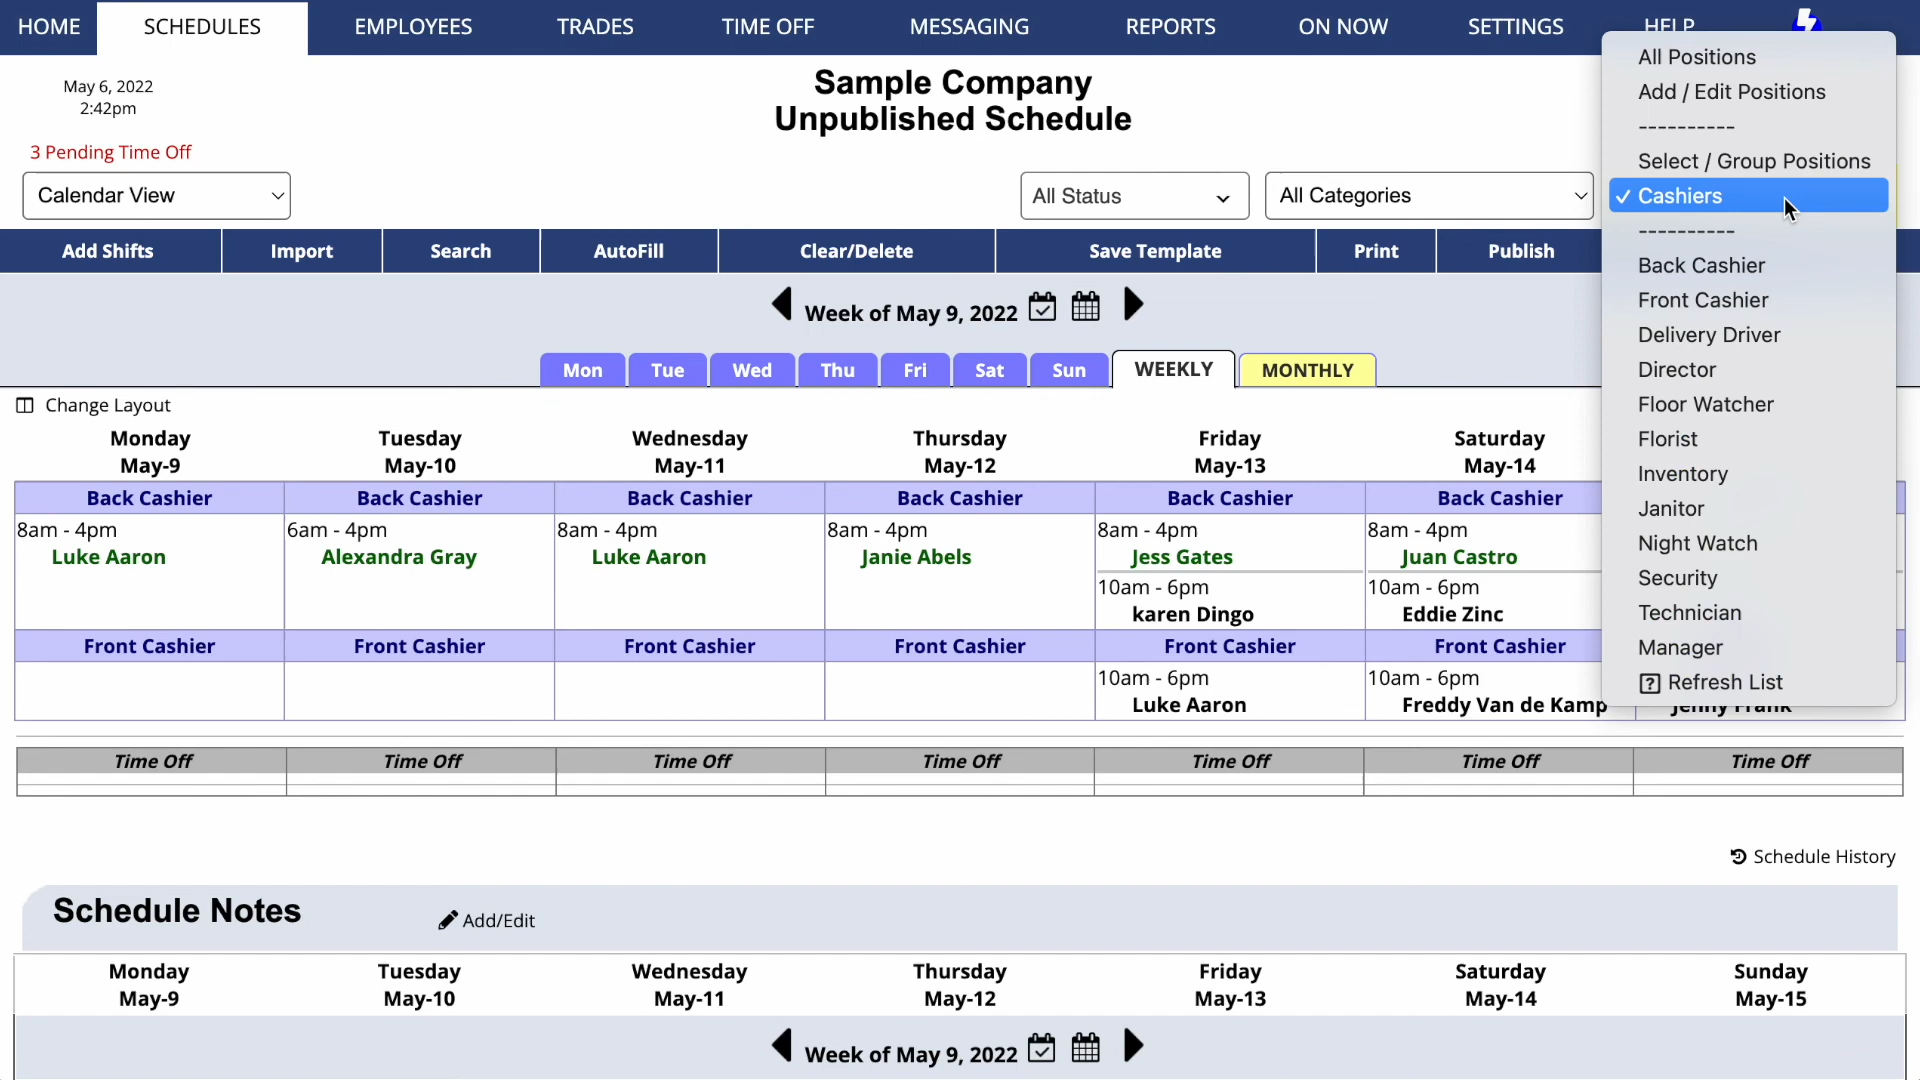 HOME SCHEDULES EMPLOYEES TRADES TIME OFF MESSAGING REPORTS ON NOW SETTINGS HELP
May 6, 2022
2:42pm
Sample Company
Unpublished Schedule
3 Pending Time Off
Calendar View All Status All Categories
All Positions
Add / Edit Positions
----------
Select / Group Positions
✓ Cashiers
----------
Back Cashier
Front Cashier
Delivery Driver
Director
Floor Watcher
Florist
Inventory
Janitor
Night Watch
Security
Technician
Manager
Refresh List
Add Shifts Import Search AutoFill Clear/Delete Save Template Print Publish
Week of May 9, 2022
Mon Tue Wed Thu Fri Sat Sun WEEKLY MONTHLY
Change Layout
Monday Tuesday Wednesday Thursday Friday Saturday
May-9 May-10 May-11 May-12 May-13 May-14
Back Cashier Back Cashier Back Cashier Back Cashier Back Cashier Back Cashier
8am - 4pm 6am - 4pm 8am - 4pm 8am - 4pm 8am - 4pm 8am - 4pm
Luke Aaron Alexandra Gray Luke Aaron Janie Abels Jess Gates Juan Castro
10am - 6pm 10am - 6pm
karen Dingo Eddie Zinc
Front Cashier Front Cashier Front Cashier Front Cashier Front Cashier Front Cashier
10am - 6pm 10am - 6pm
Luke Aaron Freddy Van de Kamp Jenny Frank
Time Off Time Off Time Off Time Off Time Off Time Off Time Off
Schedule History
Schedule Notes Add/Edit
Monday Tuesday Wednesday Thursday Friday Saturday Sunday
May-9 May-10 May-11 May-12 May-13 May-14 May-15
Week of May 9, 2022